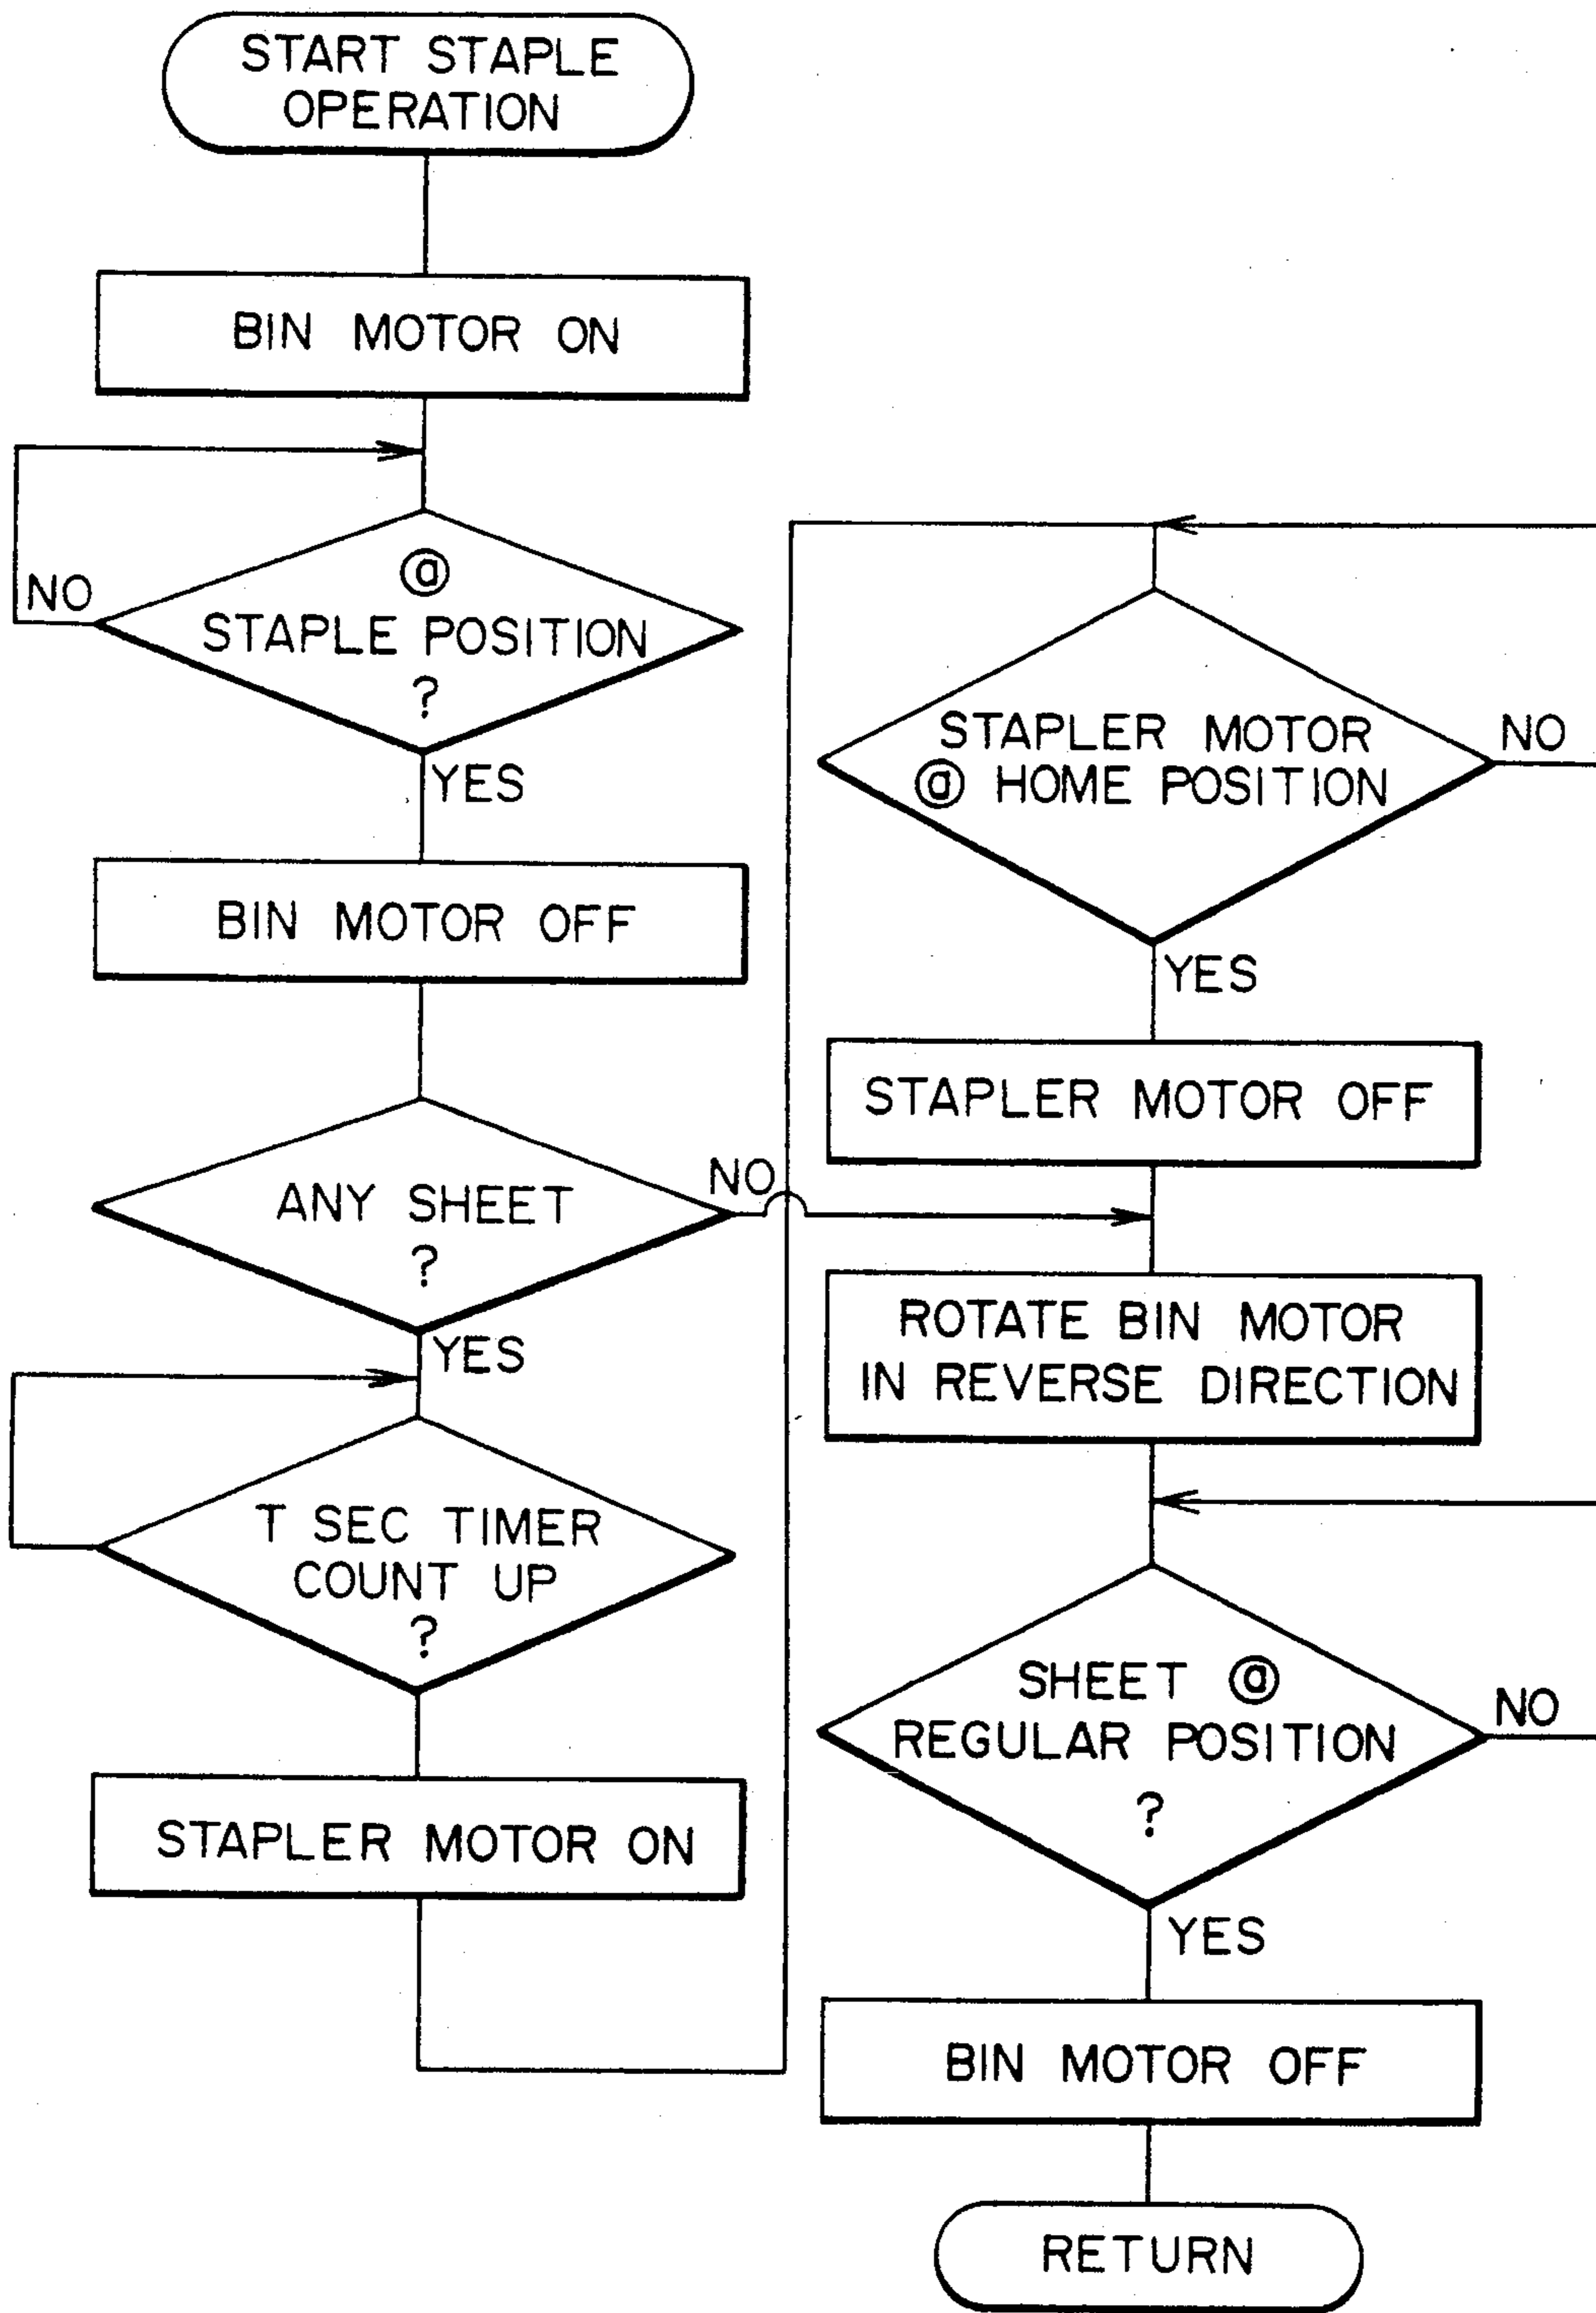 START STAPLE
OPERATION
BIN MOTOR ON
@
STAPLE POSITION
?
NO
YES
BIN MOTOR OFF
ANY SHEET
?
NO
YES
T SEC TIMER
COUNT UP
?
STAPLER MOTOR ON
STAPLER MOTOR
@ HOME POSITION
NO
YES
STAPLER MOTOR OFF
ROTATE BIN MOTOR
IN REVERSE DIRECTION
SHEET @
REGULAR POSITION
?
NO
YES
BIN MOTOR OFF
RETURN